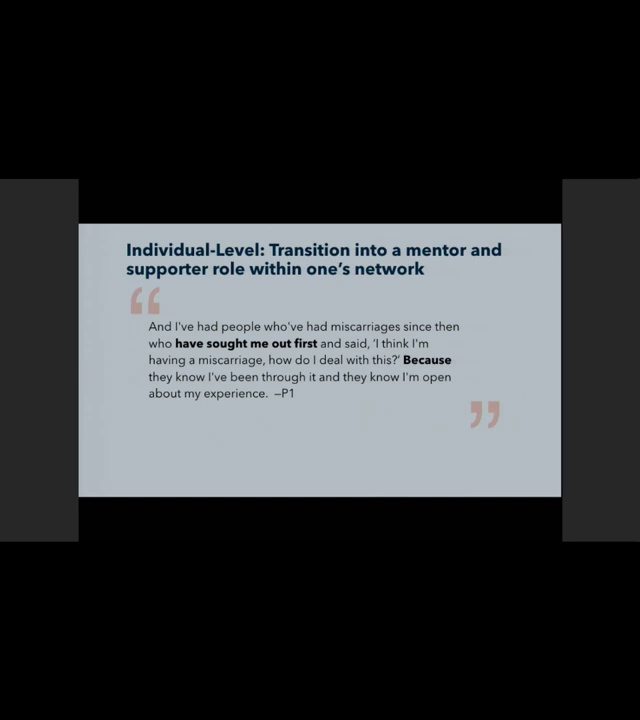 Individual-Level: Transition into a mentor and
supporter role within one's network
“
And I've had people who've had miscarriages since then
who have sought me out first and said, 'I think I'm
having a miscarriage, how do I deal with this?' Because
they know I've been through it and they know I'm open
about my experience. –P1
”